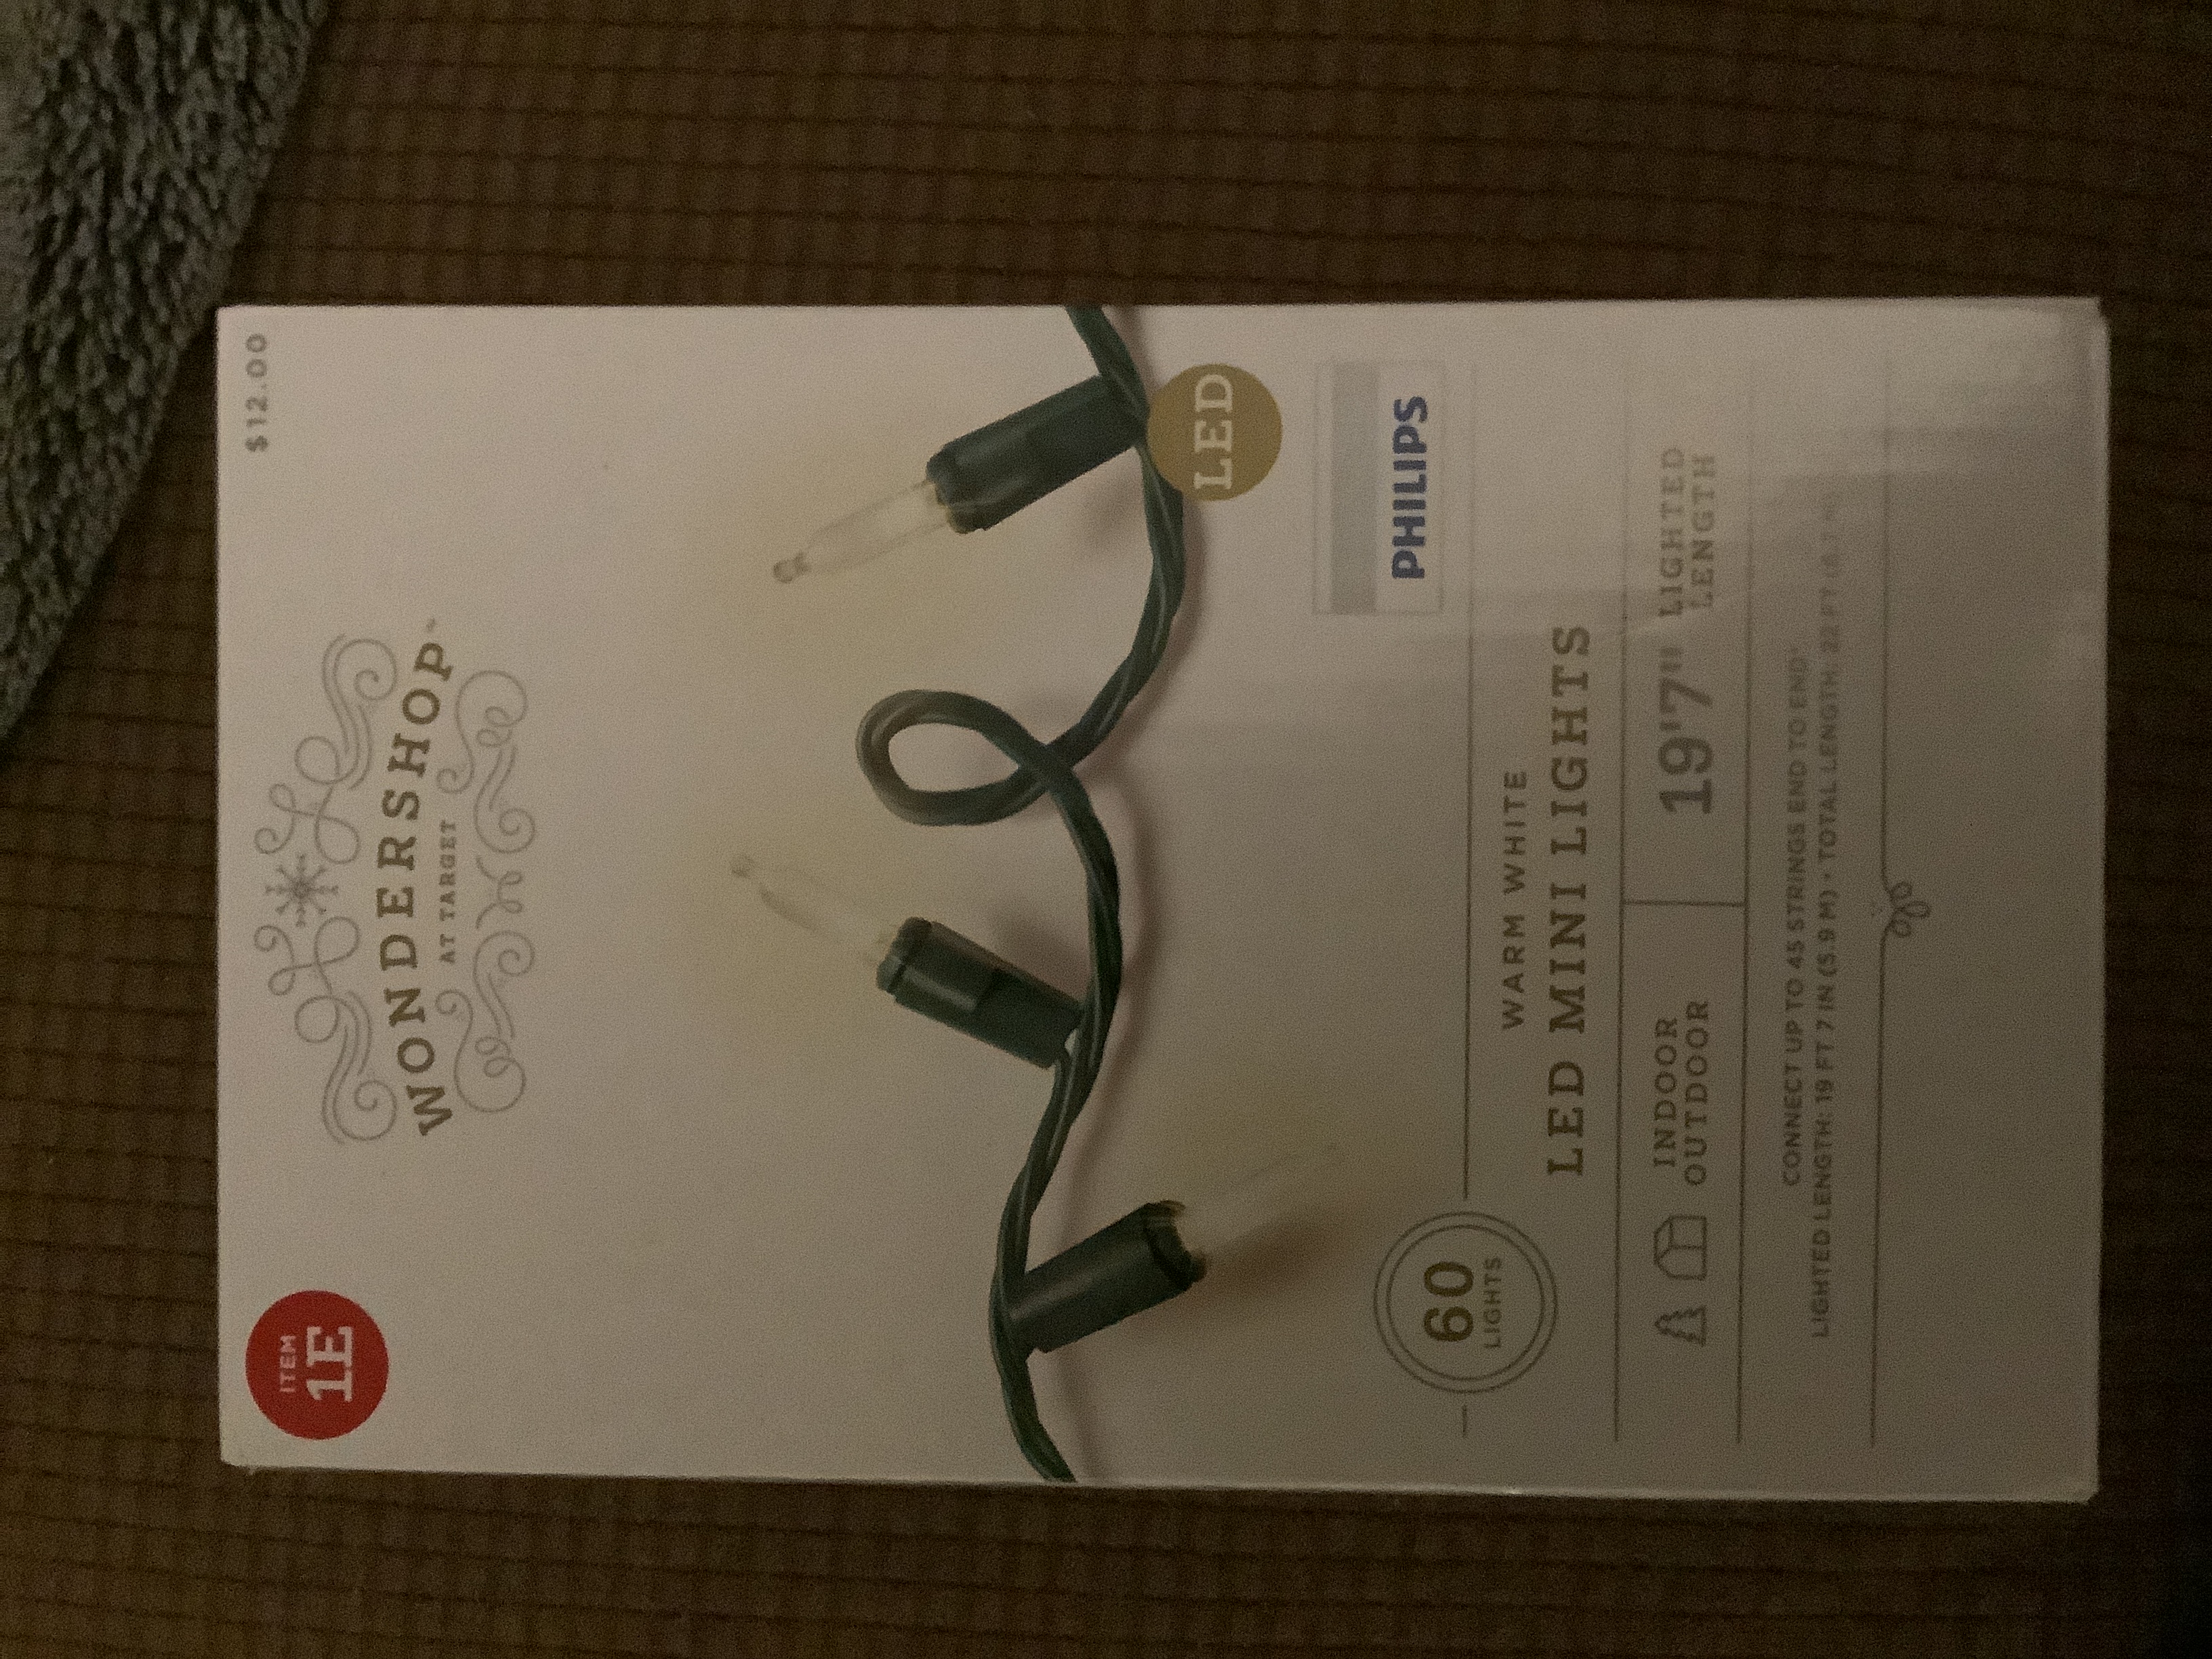 ITEM
1E
$12.00
WONDERSHOP
AT TARGET
LED
PHILIPS
60
LIGHTS
WARM WHITE
LED MINI LIGHTS
INDOOR
OUTDOOR
19'7" LIGHTED
LENGTH
CONNECT UP TO 45 STRINGS END TO END*
LIGHTED LENGTH: 19 FT 7 IN (5.9 M) • TOTAL LENGTH: 22 FT